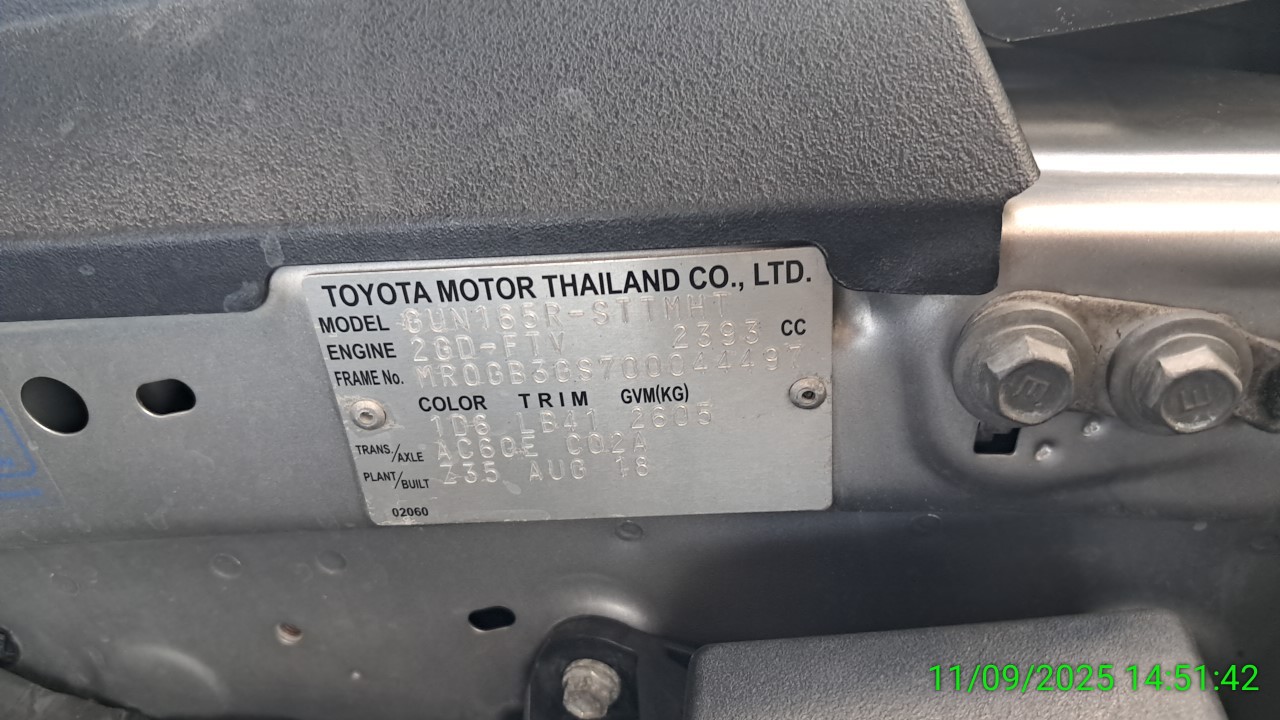 TOYOTA MOTOR THAILAND CO., LTD.
MODEL GUN165R-STTMHT
ENGINE 2GD-FTV 2393 CC
FRAME No. MR0GB3GS700044497
COLOR TRIM GVM(KG)
1D6 LB41 2605
TRANS./AXLE AC60E C02A
PLANT/BUILT Z35 AUG 18
02060
E
E
11/09/2025 14:51:42